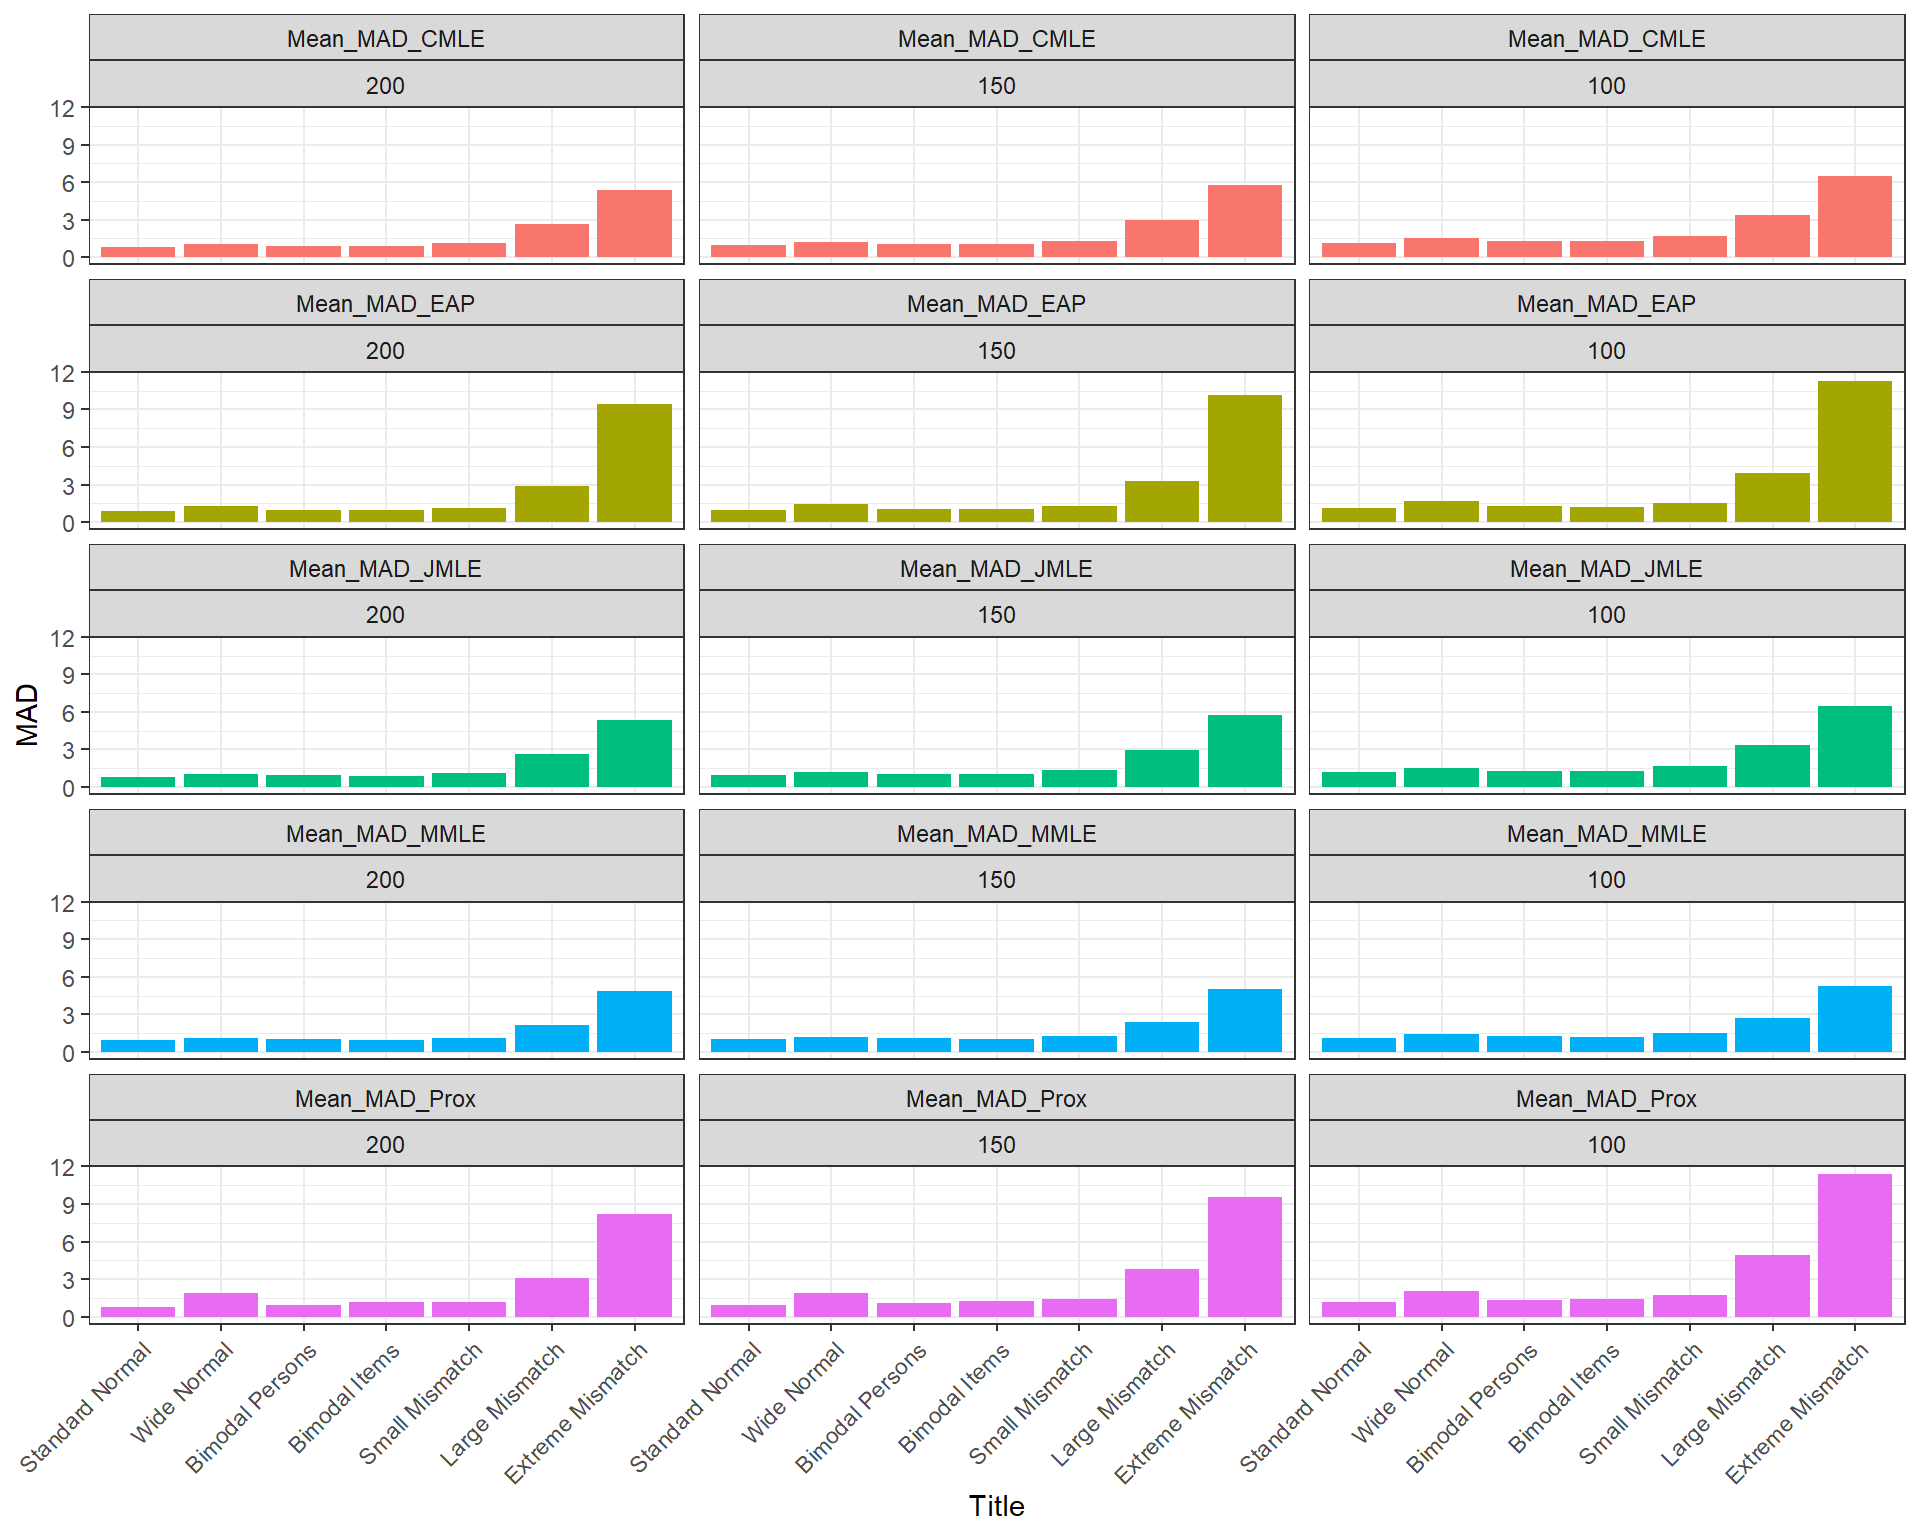 Mean_MAD_CMLE Mean_MAD_CMLE Mean_MAD_CMLE
200 150 100
12
9
6
3
0
Mean_MAD_EAP Mean_MAD_EAP Mean_MAD_EAP
200 150 100
12
9
6
3
0
Mean_MAD_JMLE Mean_MAD_JMLE Mean_MAD_JMLE
200 150 100
12
9
6
3
0
MAD
Mean_MAD_MMLE Mean_MAD_MMLE Mean_MAD_MMLE
200 150 100
12
9
6
3
0
Mean_MAD_Prox Mean_MAD_Prox Mean_MAD_Prox
200 150 100
12
9
6
3
0
Standard Normal
Wide Normal
Bimodal Persons
Bimodal Items
Small Mismatch
Large Mismatch
Extreme Mismatch
Standard Normal
Wide Normal
Bimodal Persons
Bimodal Items
Small Mismatch
Large Mismatch
Extreme Mismatch
Standard Normal
Wide Normal
Bimodal Persons
Bimodal Items
Small Mismatch
Large Mismatch
Extreme Mismatch
Title